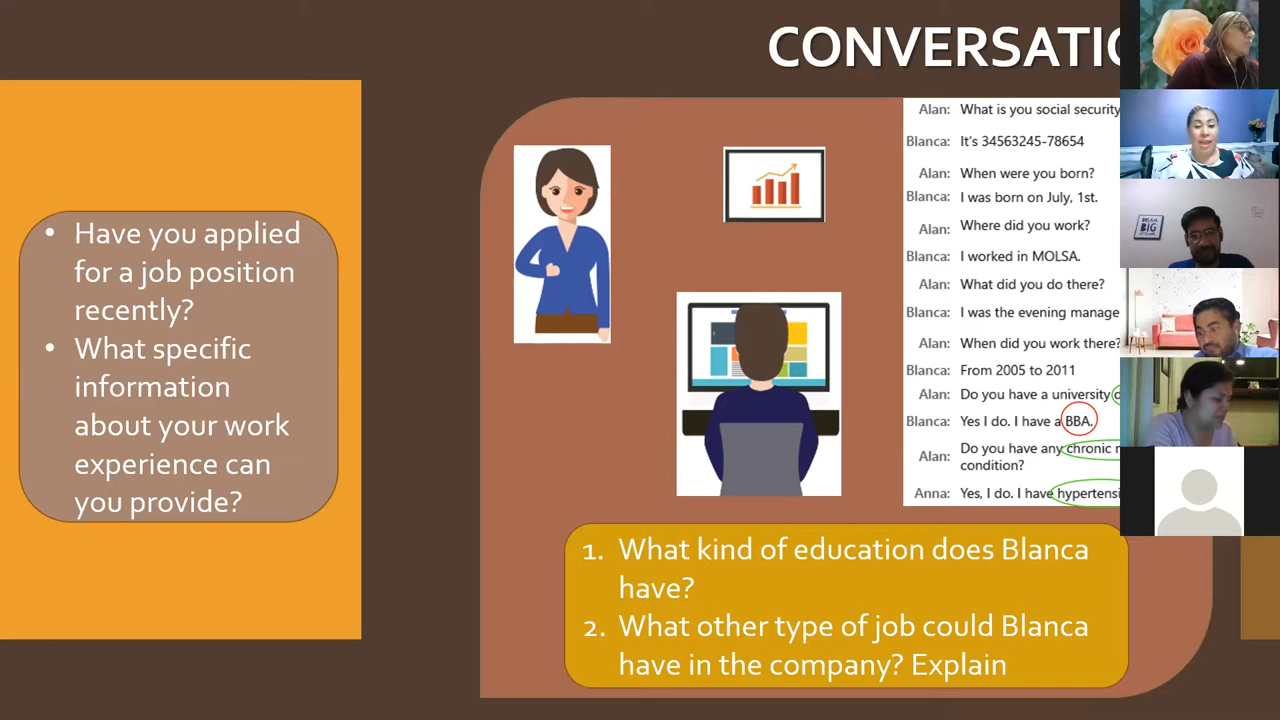 CONVERSATIO
Have you applied
for a job position
recently?
What specific
information
about your work
experience can
you provide?
Alan: What is you social security
Blanca: It's 34563245-78654
Alan: When were you born?
Blanca: I was born on July, 1st.
Alan: Where did you work?
Blanca: I worked in MOLSA.
Alan: What did you do there?
Blanca: I was the evening manage
Alan: When did you work there?
Blanca: From 2005 to 2011
Alan: Do you have a university
Blanca: Yes I do. I have a BBA.
Alan: Do you have any chronic
condition?
Anna: Yes, I do. I have hypertensi
1. What kind of education does Blanca
have?
2. What other type of job could Blanca
have in the company? Explain
DREAM
BIG